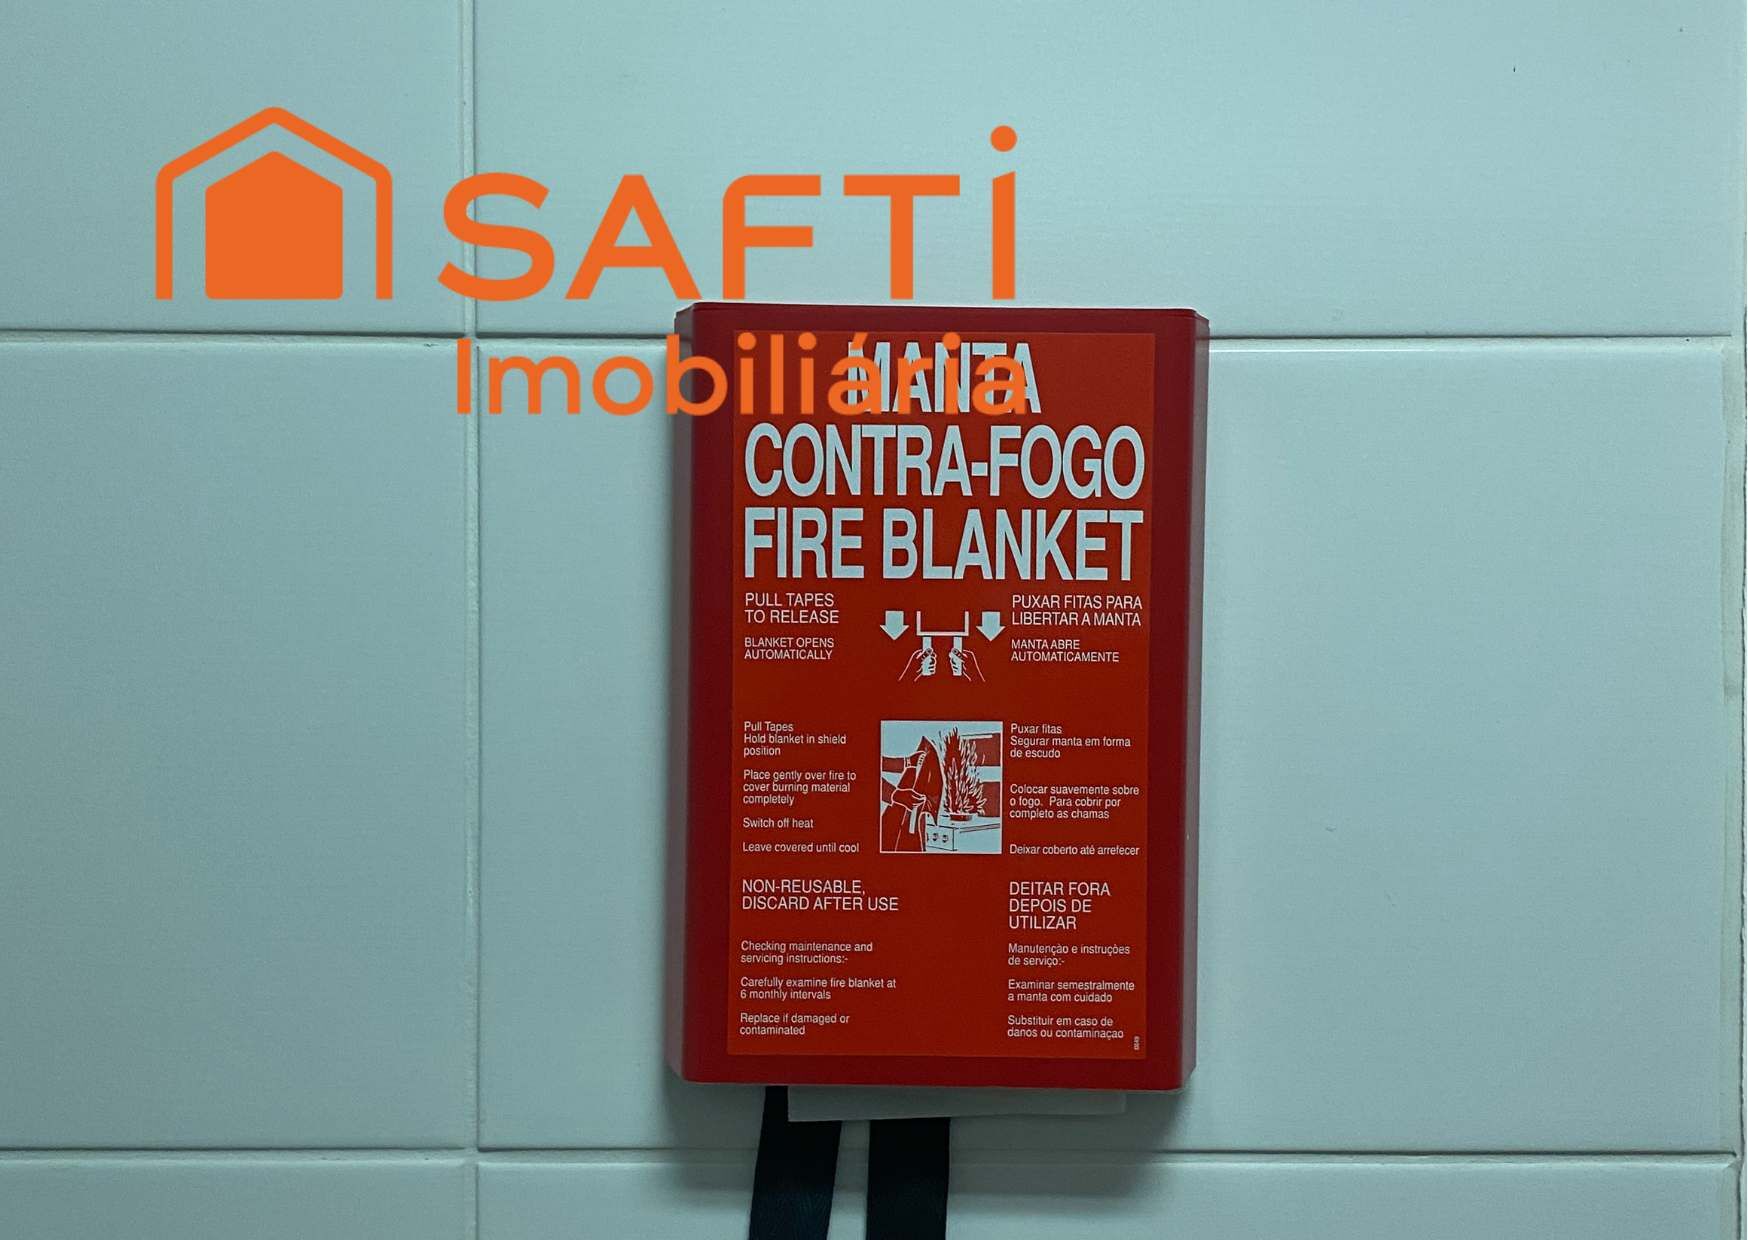 SAFTi
Imobiliária
MANTA
CONTRA-FOGO
FIRE BLANKET
PULL TAPES
TO RELEASE
BLANKET OPENS
AUTOMATICALLY
PUXAR FITAS PARA
LIBERTAR A MANTA
MANTA ABRE
AUTOMATICAMENTE
Pull Tapes
Hold blanket in shield
position
Place gently over fire to
cover burning material
completely
Switch off heat
Leave covered until cool
Puxar fitas
Segurar manta em forma
de escudo
Colocar suavemente sobre
o fogo. Para cobrir por
completo as chamas
Deixar coberto até arrefecer
NON-REUSABLE,
DISCARD AFTER USE
DEITAR FORA
DEPOIS DE
UTILIZAR
Checking maintenance and
servicing instructions:-
Carefully examine fire blanket at
6 monthly intervals
Replace if damaged or
contaminated
Manutenção e instruções
de serviço:-
Examinar semestralmente
a manta com cuidado
Substituir em caso de
danos ou contaminaçao